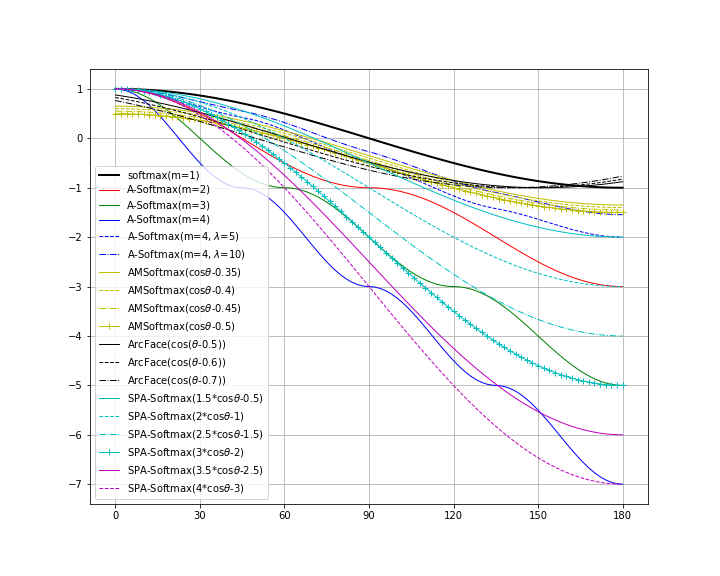 1
0
−1
−2
−3
−4
−5
−6
−7
softmax(m=1)
A-Softmax(m=2)
A-Softmax(m=3)
A-Softmax(m=4)
A-Softmax(m=4, λ=5)
A-Softmax(m=4, λ=10)
AMSoftmax(cosθ-0.35)
AMSoftmax(cosθ-0.4)
AMSoftmax(cosθ-0.45)
AMSoftmax(cosθ-0.5)
ArcFace(cos(θ-0.5))
ArcFace(cos(θ-0.6))
ArcFace(cos(θ-0.7))
SPA-Softmax(1.5*cosθ-0.5)
SPA-Softmax(2*cosθ-1)
SPA-Softmax(2.5*cosθ-1.5)
SPA-Softmax(3*cosθ-2)
SPA-Softmax(3.5*cosθ-2.5)
SPA-Softmax(4*cosθ-3)
0 30 60 90 120 150 180